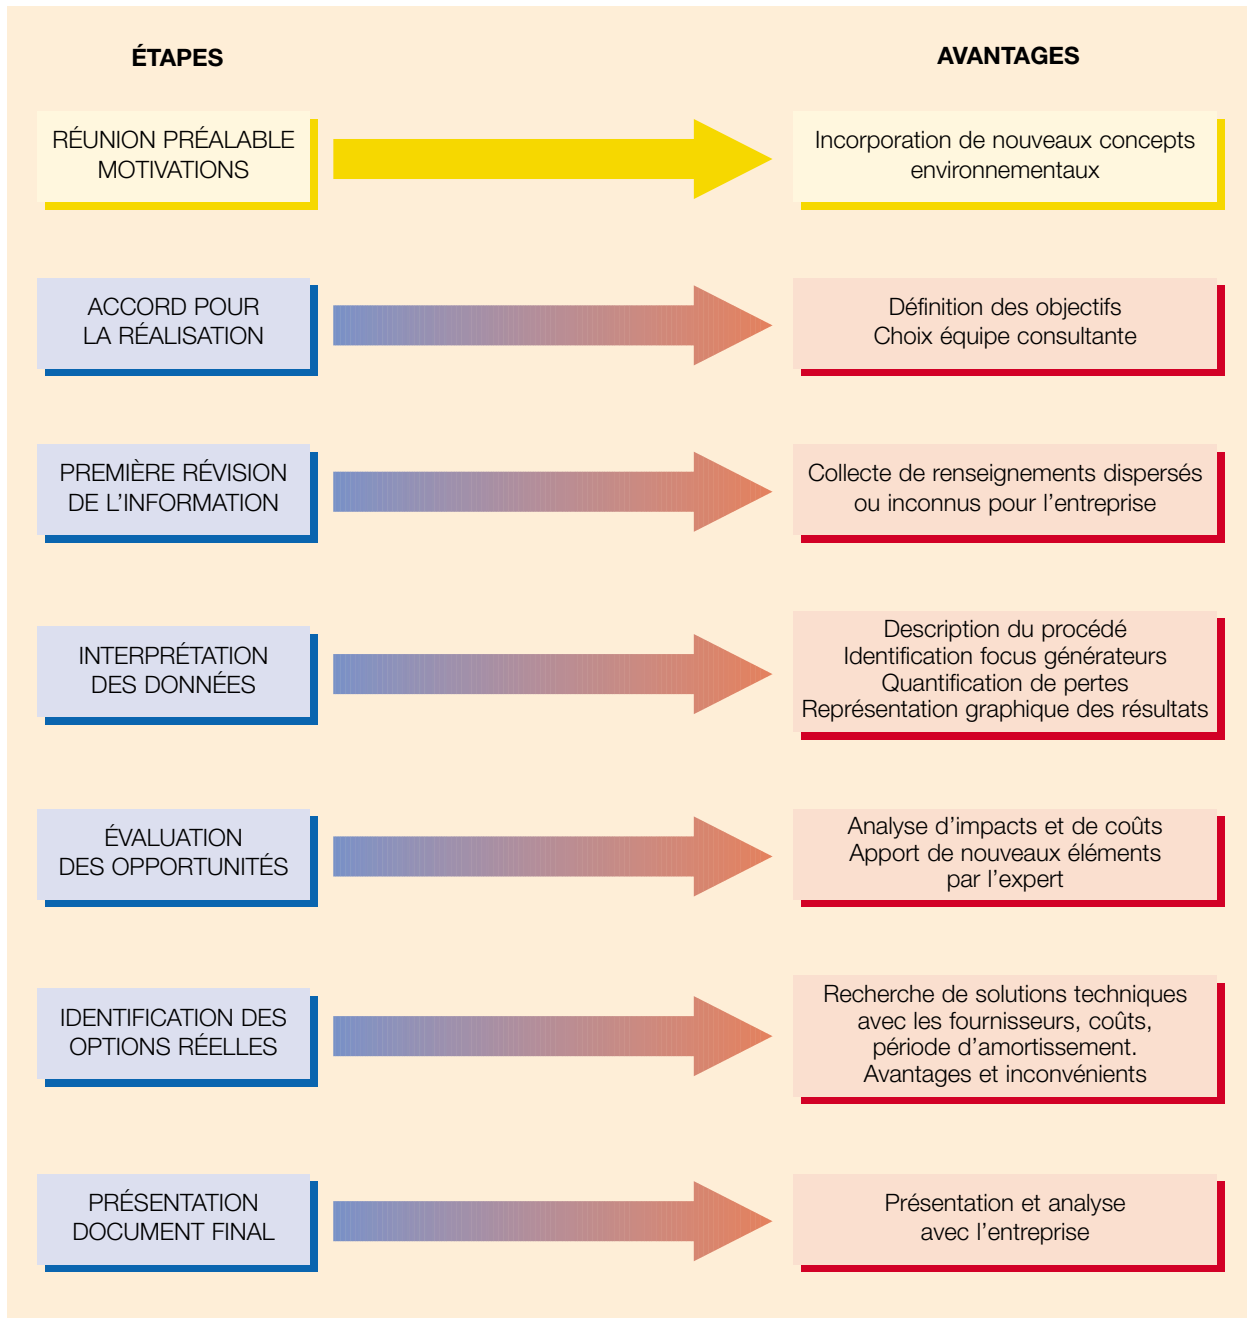 ÉTAPES
AVANTAGES
RÉUNION PRÉALABLE
MOTIVATIONS
Incorporation de nouveaux concepts
environnementaux
ACCORD POUR
LA RÉALISATION
Définition des objectifs
Choix équipe consultante
PREMIÈRE RÉVISION
DE L’INFORMATION
Collecte de renseignements dispersés
ou inconnus pour l’entreprise
INTERPRÉTATION
DES DONNÉES
Description du procédé
Identification focus générateurs
Quantification de pertes
Représentation graphique des résultats
ÉVALUATION
DES OPPORTUNITÉS
Analyse d’impacts et de coûts
Apport de nouveaux éléments
par l’expert
IDENTIFICATION DES
OPTIONS RÉELLES
Recherche de solutions techniques
avec les fournisseurs, coûts,
période d’amortissement.
Avantages et inconvénients
PRÉSENTATION
DOCUMENT FINAL
Présentation et analyse
avec l’entreprise